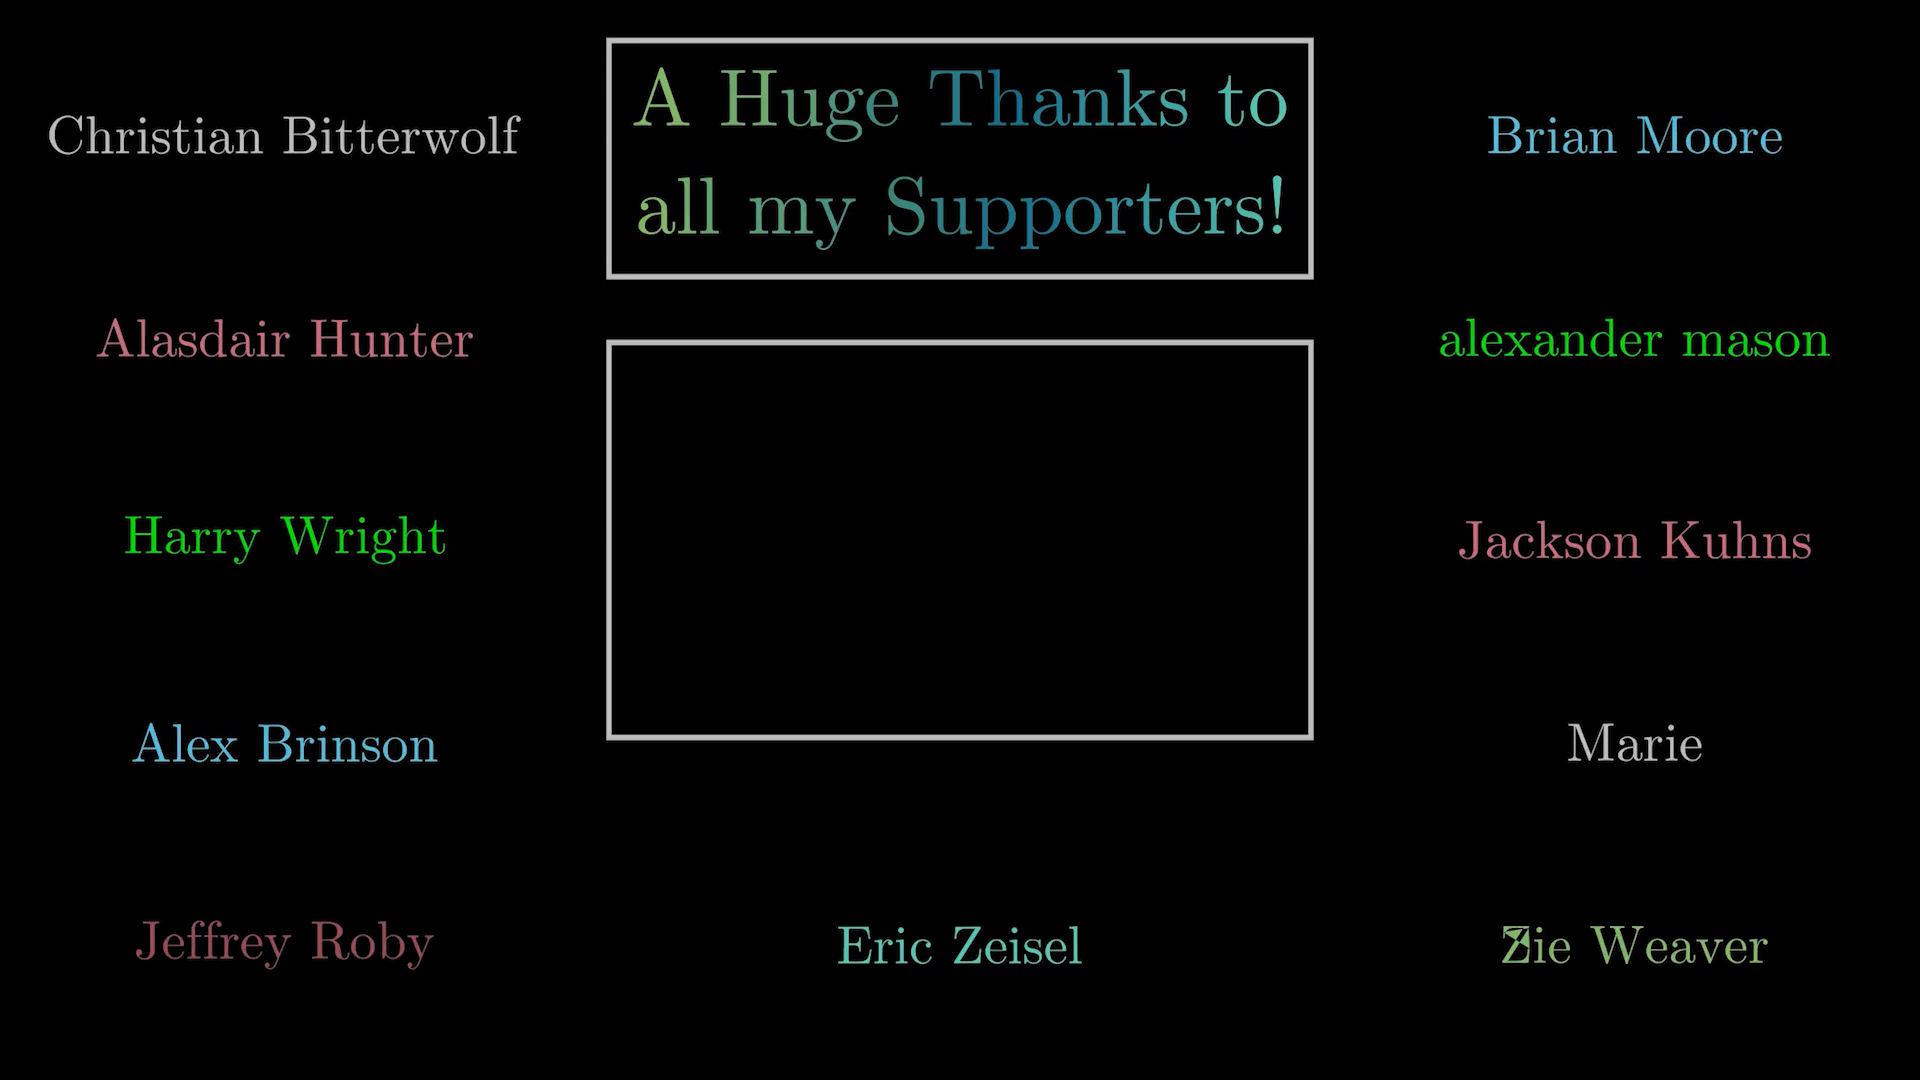 A Huge Thanks to
all my Supporters!
Christian Bitterwolf
Brian Moore
Alasdair Hunter
alexander mason
Harry Wright
Jackson Kuhns
Alex Brinson
Marie
Jeffrey Roby
Eric Zeisel
Zie Weaver